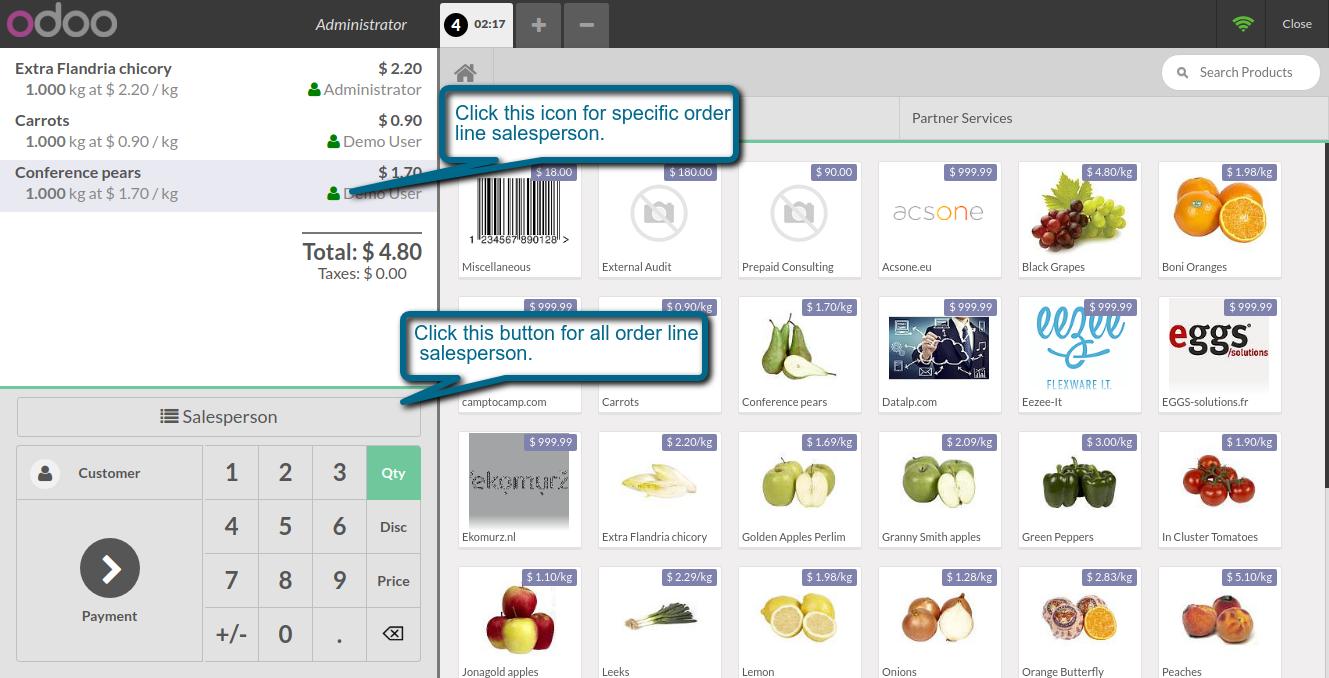 odoo
Administrator
4 02:17
+
−
Close
Extra Flandria chicory $ 2.20
1.000 kg at $ 2.20 / kg Administrator
Carrots $ 0.90
1.000 kg at $ 0.90 / kg Demo User
Conference pears $ 1.70
1.000 kg at $ 1.70 / kg Demo User
Total: $ 4.80
Taxes: $ 0.00
Search Products
Click this icon for specific order
line salesperson.
Partner Services
$ 18.00
1 234567 890128 >
Miscellaneous
$ 180.00
External Audit
$ 90.00
Prepaid Consulting
$ 999.99
acsone
Acsone.eu
$ 4.80/kg
Black Grapes
$ 1.98/kg
Boni Oranges
Click this button for all order line
salesperson.
$ 999.99
camptocamp.com
$ 0.90/kg
Carrots
$ 1.70/kg
Conference pears
$ 999.99
Datalp.com
$ 999.99
eezee
FLEXWARE I.T.
Eezee-It
$ 999.99
eggs
/solutions
EGGS-solutions.fr
Salesperson
Customer
1 2 3 Qty
4 5 6 Disc
7 8 9 Price
+/- 0 .
Payment
$ 999.99
ekomurz
Ekomurz.nl
$ 2.20/kg
Extra Flandria chicory
$ 1.69/kg
Golden Apples Perlim
$ 2.09/kg
Granny Smith apples
$ 3.00/kg
Green Peppers
$ 1.90/kg
In Cluster Tomatoes
$ 1.10/kg
Jonagold apples
$ 2.29/kg
Leeks
$ 1.98/kg
Lemon
$ 1.28/kg
Onions
$ 2.83/kg
Orange Butterfly
$ 5.10/kg
Peaches